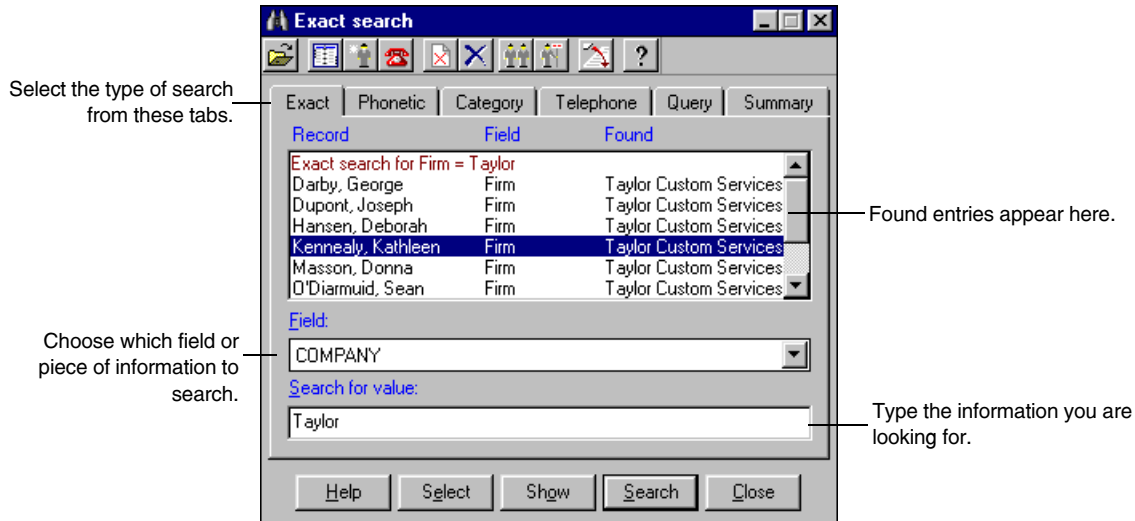 Exact search
?
Select the type of search
from these tabs.
Exact Phonetic Category Telephone Query Summary
Record Field Found
Exact search for Firm = Taylor
Darby, George Firm Taylor Custom Services
Dupont, Joseph Firm Taylor Custom Services
Hansen, Deborah Firm Taylor Custom Services
Kennealy, Kathleen Firm Taylor Custom Services
Masson, Donna Firm Taylor Custom Services
O'Diarmuid, Sean Firm Taylor Custom Services
Found entries appear here.
Field:
COMPANY
Choose which field or
piece of information to
search.
Search for value:
Taylor
Type the information you are
looking for.
Help Select Show Search Close